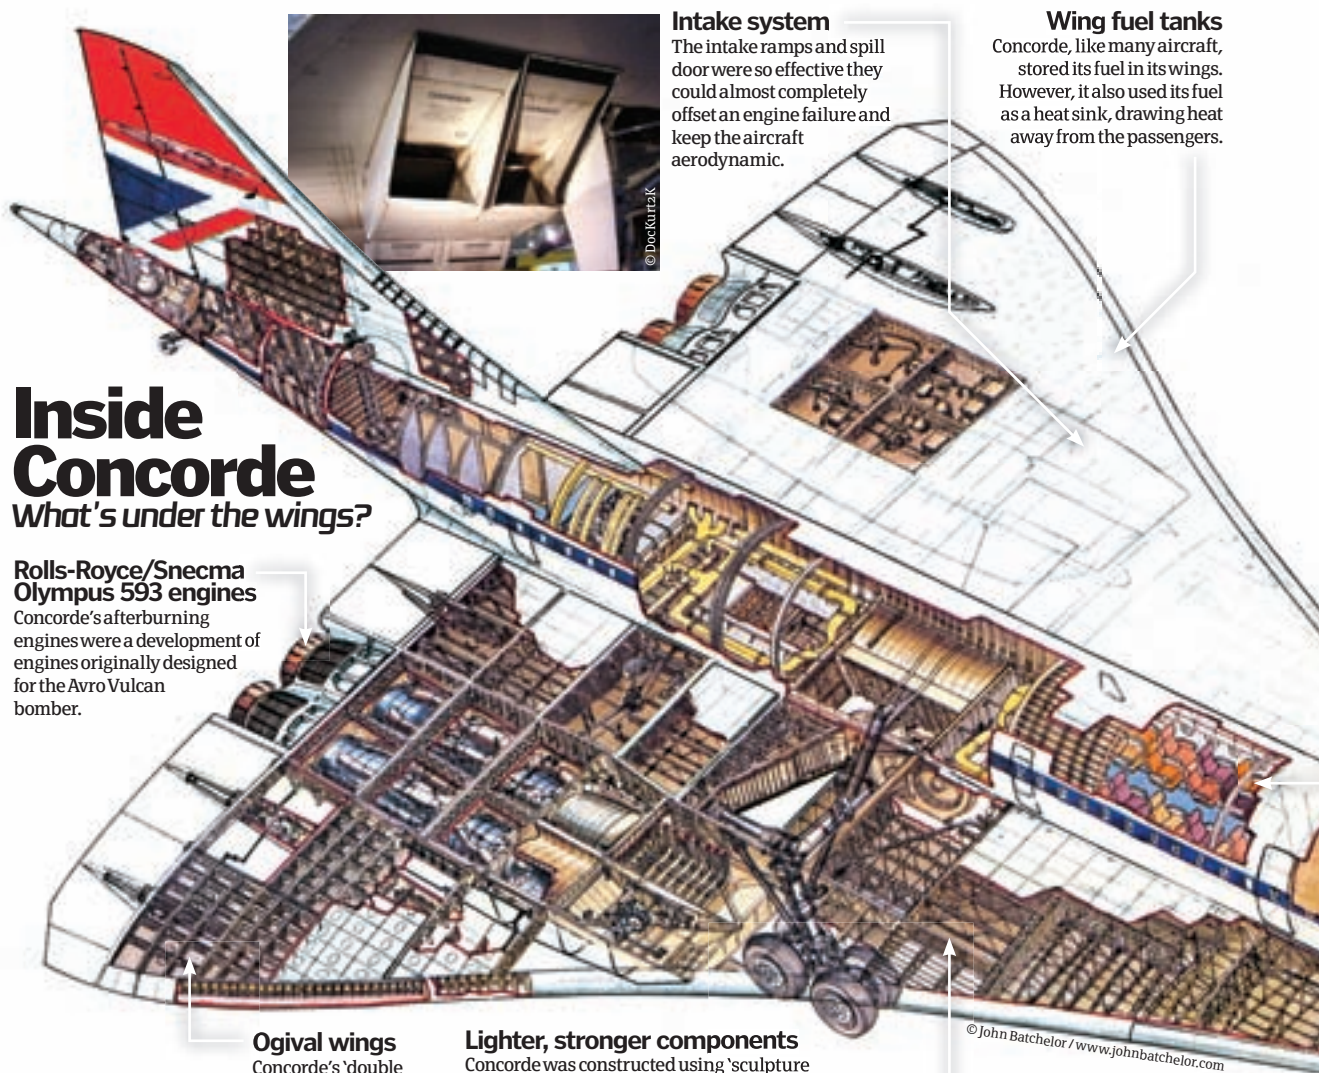 Intake system
The intake ramps and spill
door were so effective they
could almost completely
offset an engine failure and
keep the aircraft
aerodynamic.
Wing fuel tanks
Concorde, like many aircraft,
stored its fuel in its wings.
However, it also used its fuel
as a heat sink, drawing heat
away from the passengers.
© DocKurt2K
Inside
Concorde
What's under the wings?
Rolls-Royce/Snecma
Olympus 593 engines
Concorde's afterburning
engines were a development of
engines originally designed
for the Avro Vulcan
bomber.
Ogival wings
Concorde's ‘double
Lighter, stronger components
Concorde was constructed using ‘sculpture
© John Batchelor / www.johnbatchelor.com